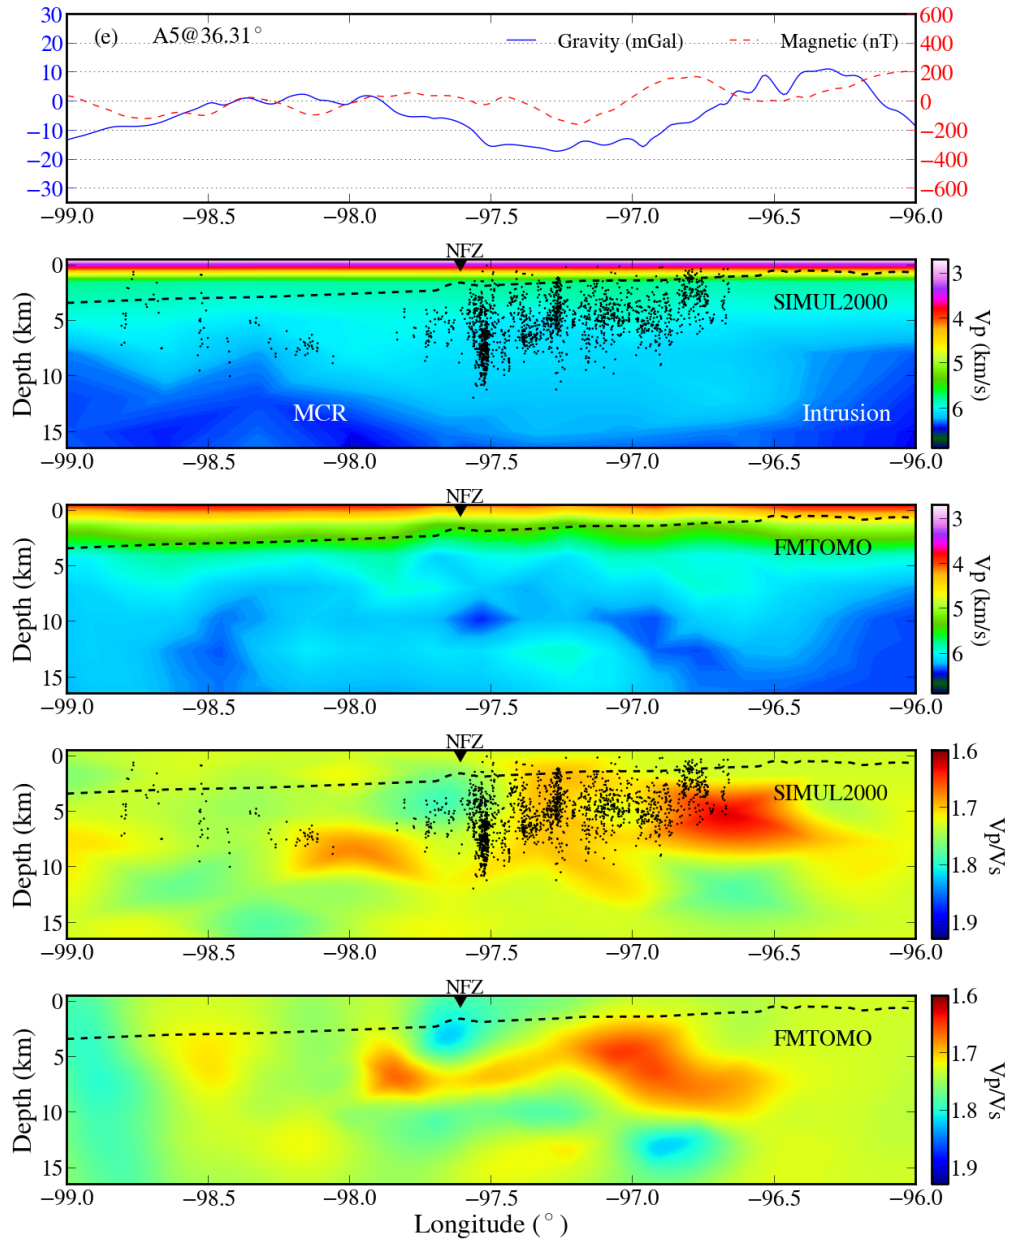 30 (e) A5@36.31° Gravity (mGal) Magnetic (nT) 600
20 400
10 200
0 0
−10 −200
−20 −400
−30 −600
−99.0 −98.5 −98.0 −97.5 −97.0 −96.5 −96.0
NFZ
0 3
SIMUL2000
5 4
10 5
MCR Intrusion 6
15
Depth (km) Vp (km/s)
−99.0 −98.5 −98.0 −97.5 −97.0 −96.5 −96.0
NFZ
0 3
FMTOMO
5 4
10 5
15 6
Depth (km) Vp (km/s)
−99.0 −98.5 −98.0 −97.5 −97.0 −96.5 −96.0
NFZ
0 1.6
SIMUL2000
5 1.7
10 1.8
15 1.9
Depth (km) Vp/Vs
−99.0 −98.5 −98.0 −97.5 −97.0 −96.5 −96.0
NFZ
0 1.6
FMTOMO
5 1.7
10 1.8
15 1.9
Depth (km) Vp/Vs
−99.0 −98.5 −98.0 −97.5 −97.0 −96.5 −96.0
Longitude (°)